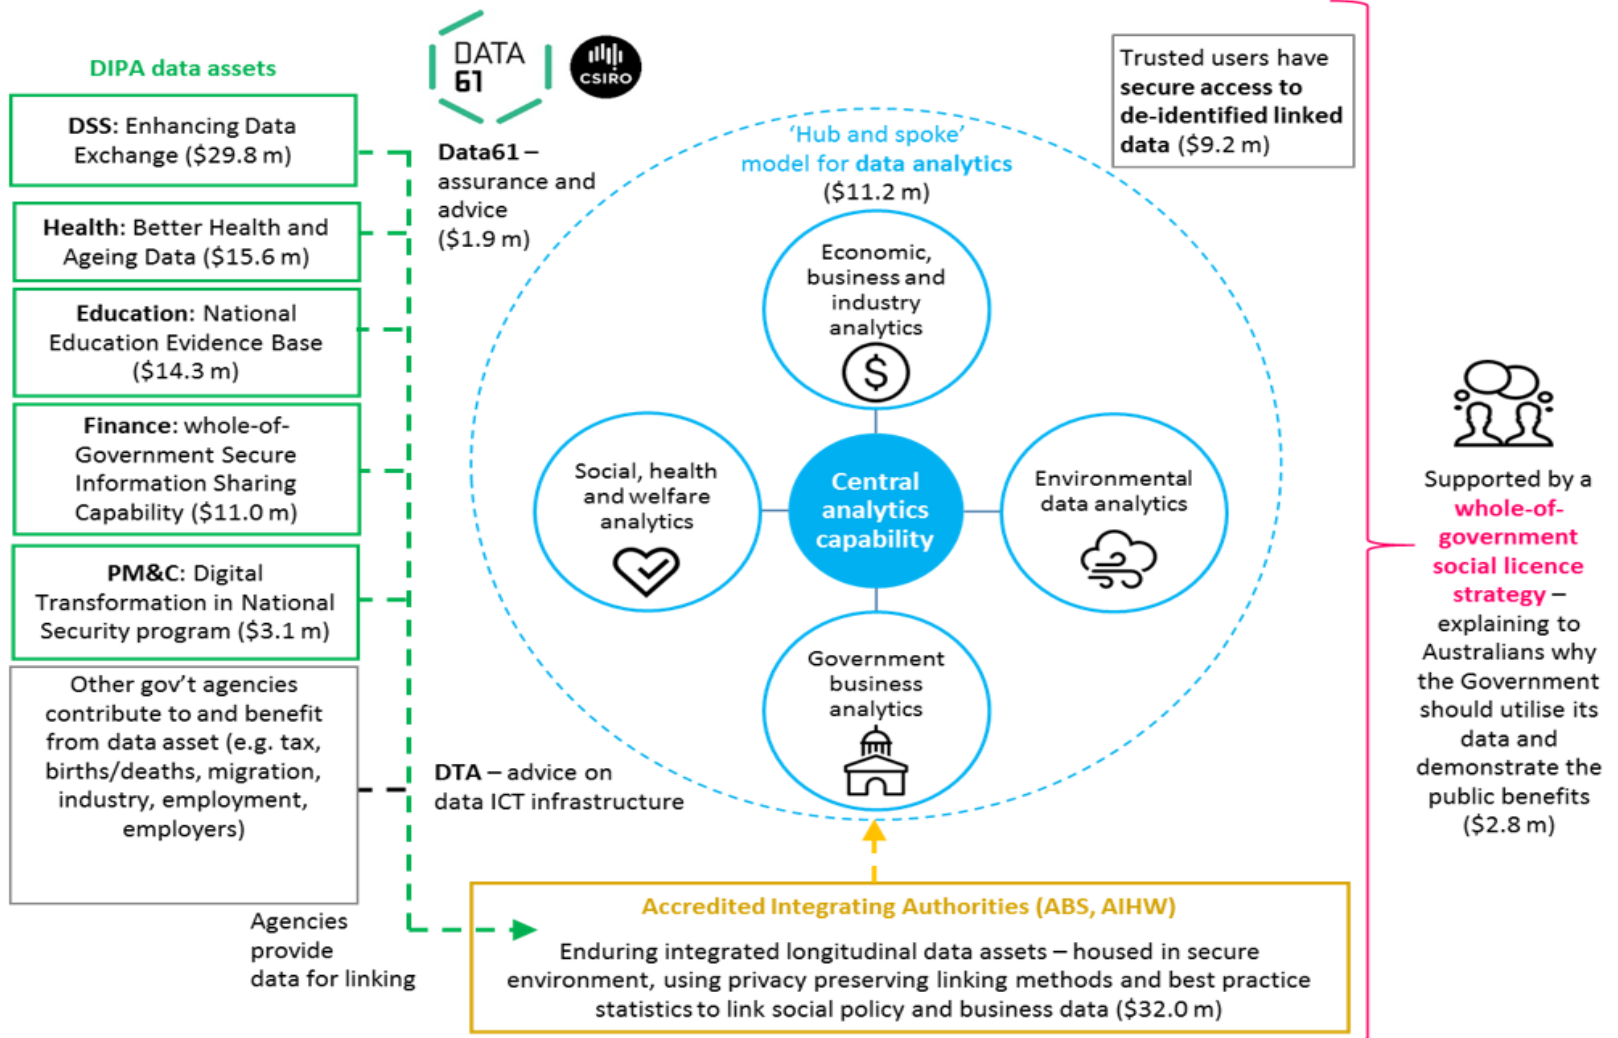 DIPA data assets
DSS: Enhancing Data
Exchange ($29.8 m)
Health: Better Health and
Ageing Data ($15.6 m)
Education: National
Education Evidence Base
($14.3 m)
Finance: whole-of-
Government Secure
Information Sharing
Capability ($11.0 m)
PM&C: Digital
Transformation in National
Security program ($3.1 m)
Other gov't agencies
contribute to and benefit
from data asset (e.g. tax,
births/deaths, migration,
industry, employment,
employers)
Agencies
provide
data for linking
DATA
61
CSIRO
Data61 –
assurance and
advice
($1.9 m)
DTA – advice on
data ICT infrastructure
'Hub and spoke'
model for data analytics
($11.2 m)
Economic,
business and
industry
analytics
$
Social, health
and welfare
analytics
Central
analytics
capability
Environmental
data analytics
Government
business
analytics
Accredited Integrating Authorities (ABS, AIHW)
Enduring integrated longitudinal data assets – housed in secure
environment, using privacy preserving linking methods and best practice
statistics to link social policy and business data ($32.0 m)
Trusted users have
secure access to
de-identified linked
data ($9.2 m)
Supported by a
whole-of-
government
social licence
strategy –
explaining to
Australians why
the Government
should utilise its
data and
demonstrate the
public benefits
($2.8 m)